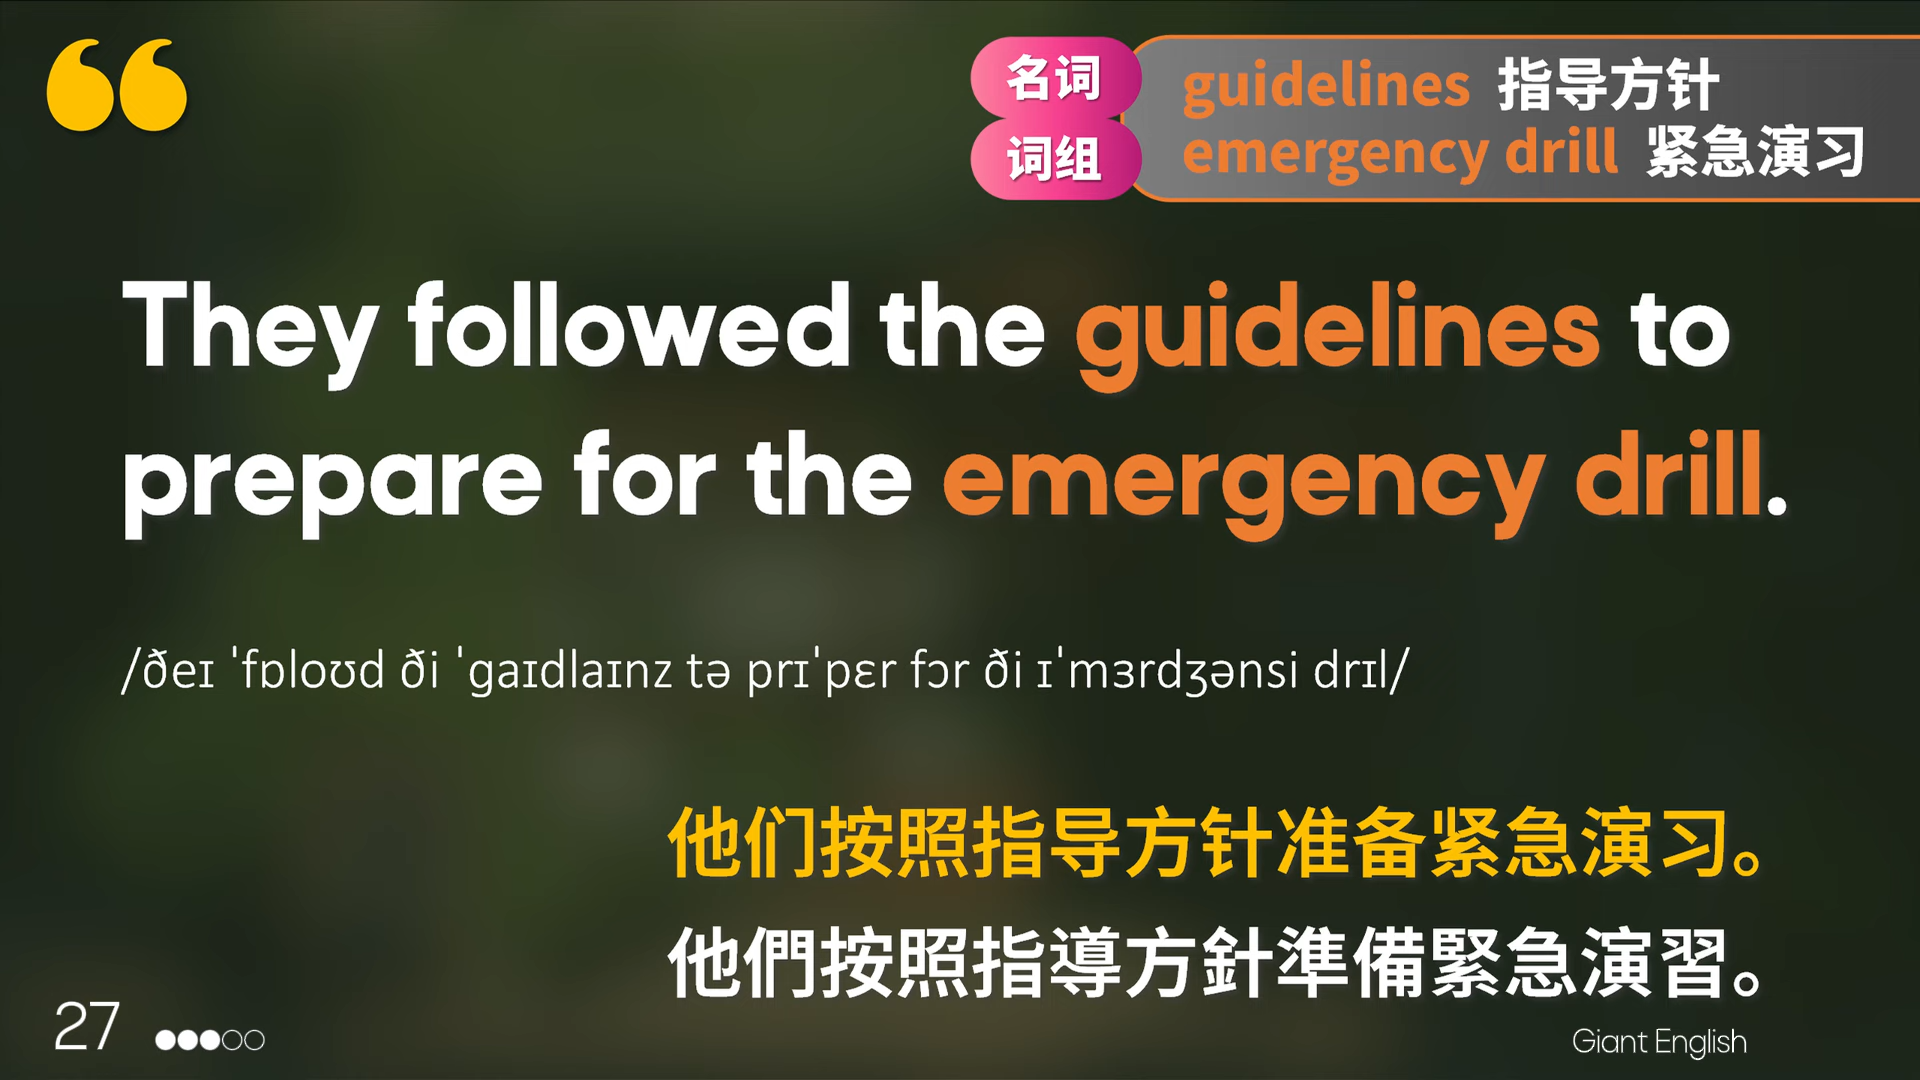 名词 guidelines 指导方针
词组 emergency drill 紧急演习
They followed the guidelines to
prepare for the emergency drill.
/ðeɪ ˈfɒloʊd ði ˈɡaɪdlaɪnz tə prɪˈpɛr fɔr ði ɪˈmɜrdʒənsi drɪl/
他们按照指导方针准备紧急演习。
他們按照指導方針準備緊急演習。
27
Giant English